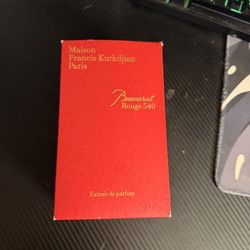 Maison
Francis Kurkdjian
Paris
Baccarat
Rouge 540
Extrait de parfum